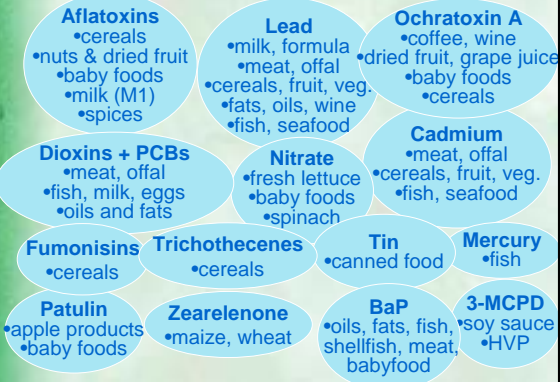 Aflatoxins
•cereals
•nuts & dried fruit
•baby foods
•milk (M1)
•spices
Lead
•milk, formula
•meat, offal
•cereals, fruit, veg.
•fats, oils, wine
•fish, seafood
Ochratoxin A
•coffee, wine
•dried fruit, grape juice
•baby foods
•cereals
Dioxins + PCBs
•meat, offal
•fish, milk, eggs
•oils and fats
Nitrate
•fresh lettuce
•baby foods
•spinach
Cadmium
•meat, offal
•cereals, fruit, veg.
•fish, seafood
Fumonisins
•cereals
Trichothecenes
•cereals
Tin
•canned food
Mercury
•fish
Patulin
•apple products
•baby foods
Zearelenone
•maize, wheat
BaP
•oils, fats, fish,
shellfish, meat,
babyfood
3-MCPD
•soy sauce
•HVP